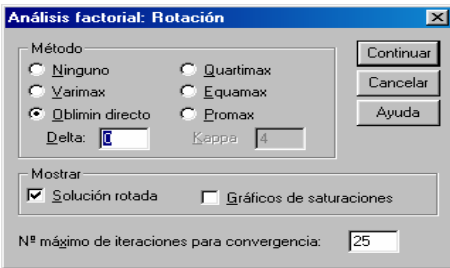 Análisis factorial: Rotación
Método
Ninguno
Quartimax
Varimax
Equamax
Oblimin directo
Promax
Delta: 0
Kappa 4
Continuar
Cancelar
Ayuda
Mostrar
Solución rotada
Gráficos de saturaciones
Nº máximo de iteraciones para convergencia: 25